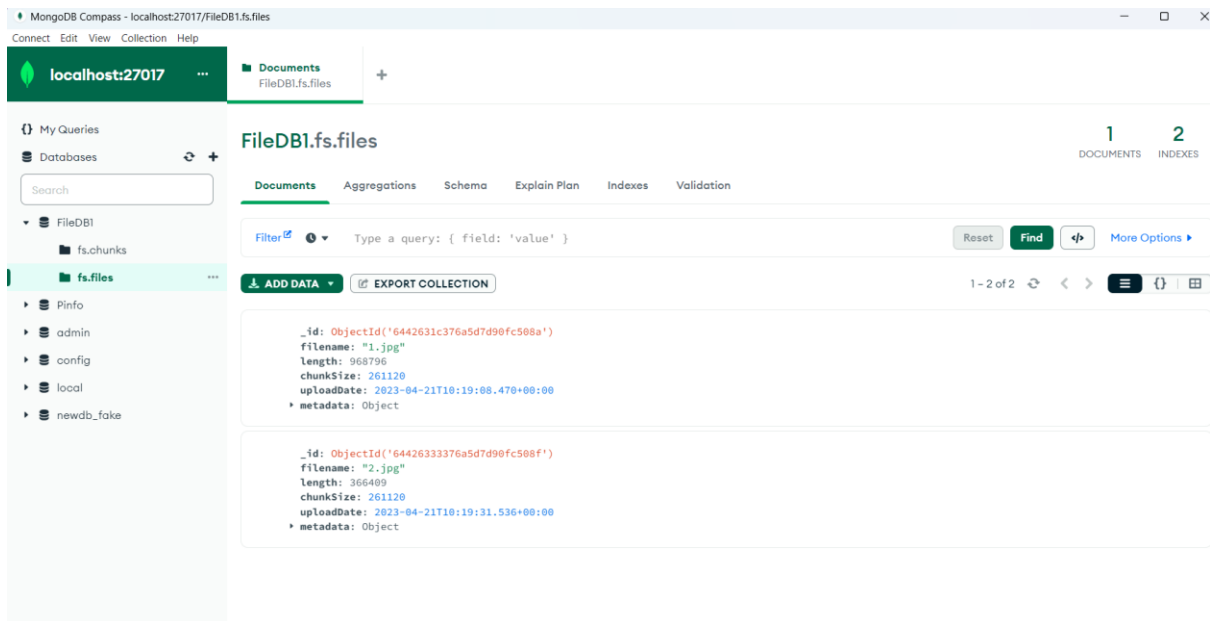 MongoDB Compass - localhost:27017/FileDB1.fs.files
Connect Edit View Collection Help
localhost:27017 ...
Documents
FileDB1.fs.files
+
{} My Queries
Databases
Search
FileDB1
fs.chunks
fs.files ...
Pinfo
admin
config
local
newdb_fake
FileDB1.fs.files
1
DOCUMENTS
2
INDEXES
Documents Aggregations Schema Explain Plan Indexes Validation
Filter Type a query: { field: 'value' } Reset Find </> More Options
ADD DATA EXPORT COLLECTION 1 - 2 of 2 {}
_id: ObjectId('6442631c376a5d7d90fc508a')
filename: "1.jpg"
length: 968796
chunkSize: 261120
uploadDate: 2023-04-21T10:19:08.470+00:00
metadata: Object
_id: ObjectId('64426333376a5d7d90fc508f')
filename: "2.jpg"
length: 366409
chunkSize: 261120
uploadDate: 2023-04-21T10:19:31.536+00:00
metadata: Object